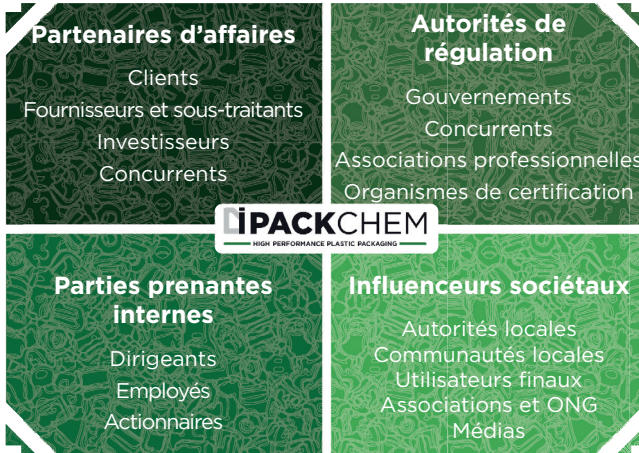 Partenaires d’affaires
Clients
Fournisseurs et sous-traitants
Investisseurs
Concurrents
Autorités de
régulation
Gouvernements
Concurrents
Associations professionnelles
Organismes de certification
iPACKCHEM
HIGH PERFORMANCE PLASTIC PACKAGING
Parties prenantes
internes
Dirigeants
Employés
Actionnaires
Influenceurs sociétaux
Autorités locales
Communautés locales
Utilisateurs finaux
Associations et ONG
Médias